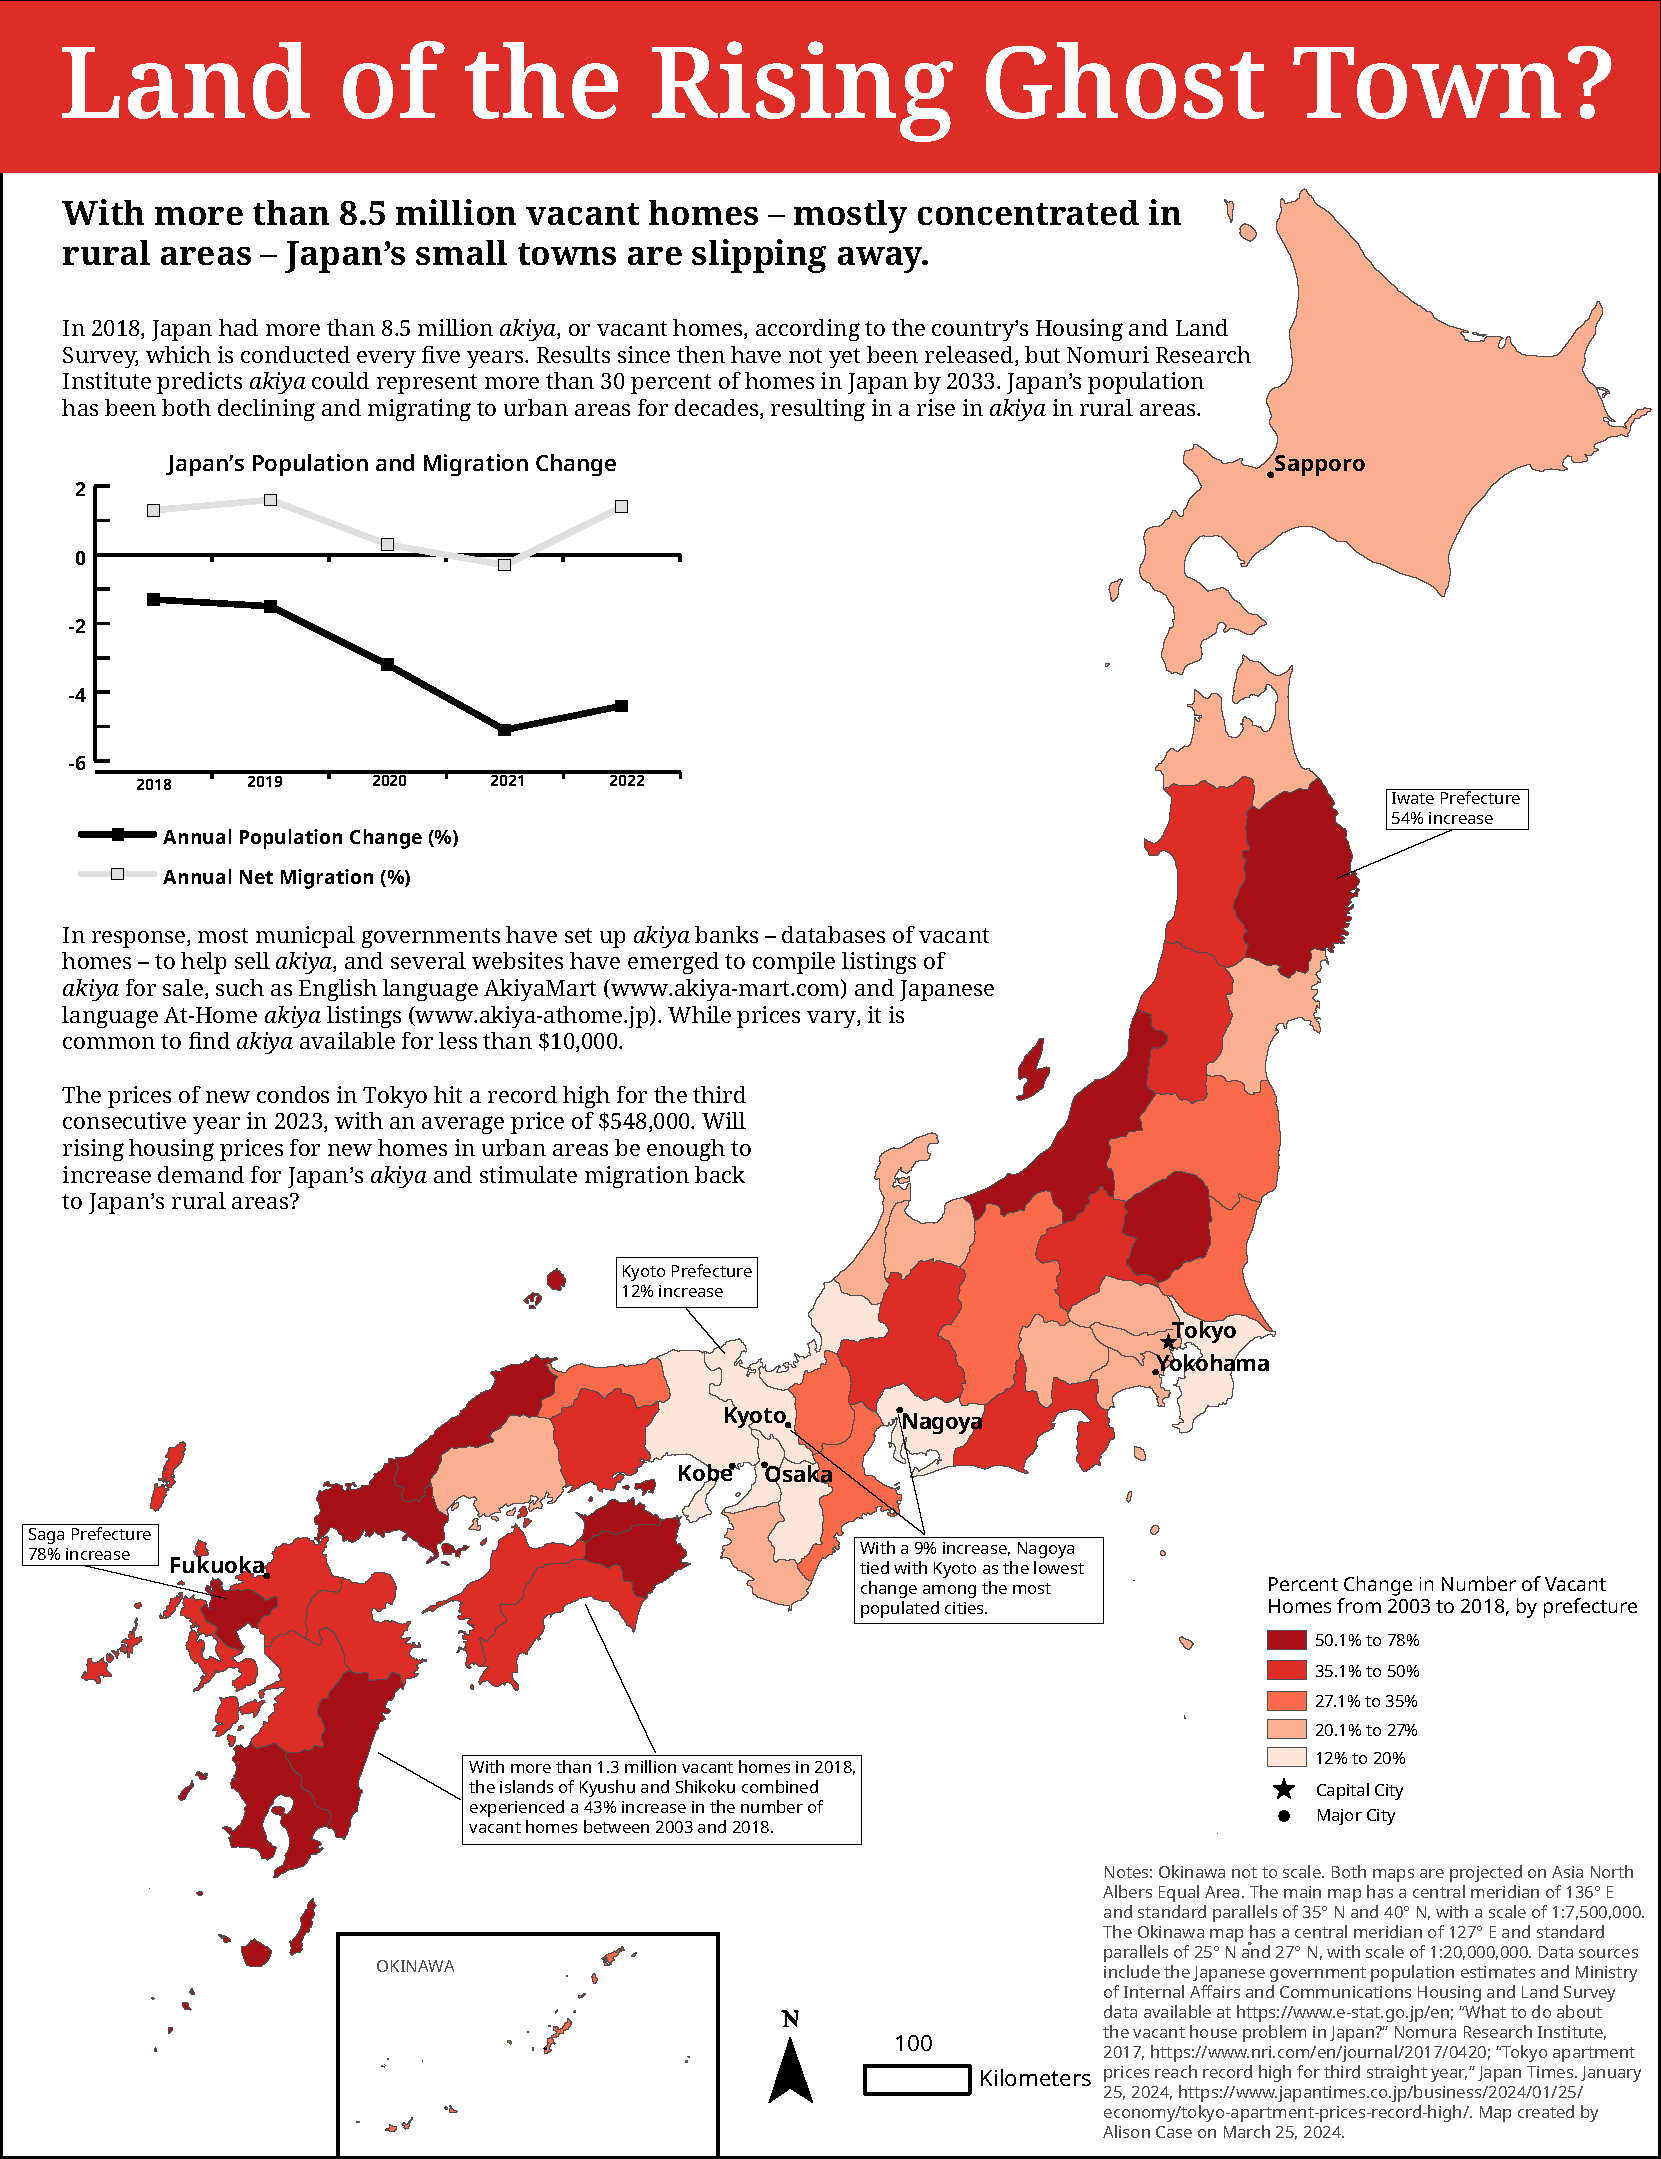 Land of the Rising Ghost Town?
With more than 8.5 million vacant homes – mostly concentrated in
rural areas – Japan’s small towns are slipping away.
In 2018, Japan had more than 8.5 million akiya, or vacant homes, according to the country’s Housing and Land
Survey, which is conducted every five years. Results since then have not yet been released, but Nomuri Research
Institute predicts akiya could represent more than 30 percent of homes in Japan by 2033. Japan’s population
has been both declining and migrating to urban areas for decades, resulting in a rise in akiya in rural areas.
Japan’s Population and Migration Change
2
0
-2
-4
-6
2018 2019 2020 2021 2022
Annual Population Change (%)
Annual Net Migration (%)
Sapporo
Iwate Prefecture
54% increase
In response, most municpal governments have set up akiya banks – databases of vacant
homes – to help sell akiya, and several websites have emerged to compile listings of
akiya for sale, such as English language AkiyaMart (www.akiya-mart.com) and Japanese
language At-Home akiya listings (www.akiya-athome.jp). While prices vary, it is
common to find akiya available for less than $10,000.
The prices of new condos in Tokyo hit a record high for the third
consecutive year in 2023, with an average price of $548,000. Will
rising housing prices for new homes in urban areas be enough to
increase demand for Japan’s akiya and stimulate migration back
to Japan’s rural areas?
Kyoto Prefecture
12% increase
Tokyo
Yokohama
Kyoto
Nagoya
Kobe
Osaka
Saga Prefecture
78% increase
Fukuoka
With a 9% increase, Nagoya
tied with Kyoto as the lowest
change among the most
populated cities.
With more than 1.3 million vacant homes in 2018,
the islands of Kyushu and Shikoku combined
experienced a 43% increase in the number of
vacant homes between 2003 and 2018.
Percent Change in Number of Vacant
Homes from 2003 to 2018, by prefecture
50.1% to 78%
35.1% to 50%
27.1% to 35%
20.1% to 27%
12% to 20%
Capital City
Major City
OKINAWA
N
100
Kilometers
Notes: Okinawa not to scale. Both maps are projected on Asia North
Albers Equal Area. The main map has a central meridian of 136° E
and standard parallels of 35° N and 40° N, with a scale of 1:7,500,000.
The Okinawa map has a central meridian of 127° E and standard
parallels of 25° N and 27° N, with scale of 1:20,000,000. Data sources
include the Japanese government population estimates and Ministry
of Internal Affairs and Communications Housing and Land Survey
data available at https://www.e-stat.go.jp/en; “What to do about
the vacant house problem in Japan?” Nomura Research Institute,
2017, https://www.nri.com/en/journal/2017/0420; “Tokyo apartment
prices reach record high for third straight year,” Japan Times. January
25, 2024, https://www.japantimes.co.jp/business/2024/01/25/
economy/tokyo-apartment-prices-record-high/. Map created by
Alison Case on March 25, 2024.